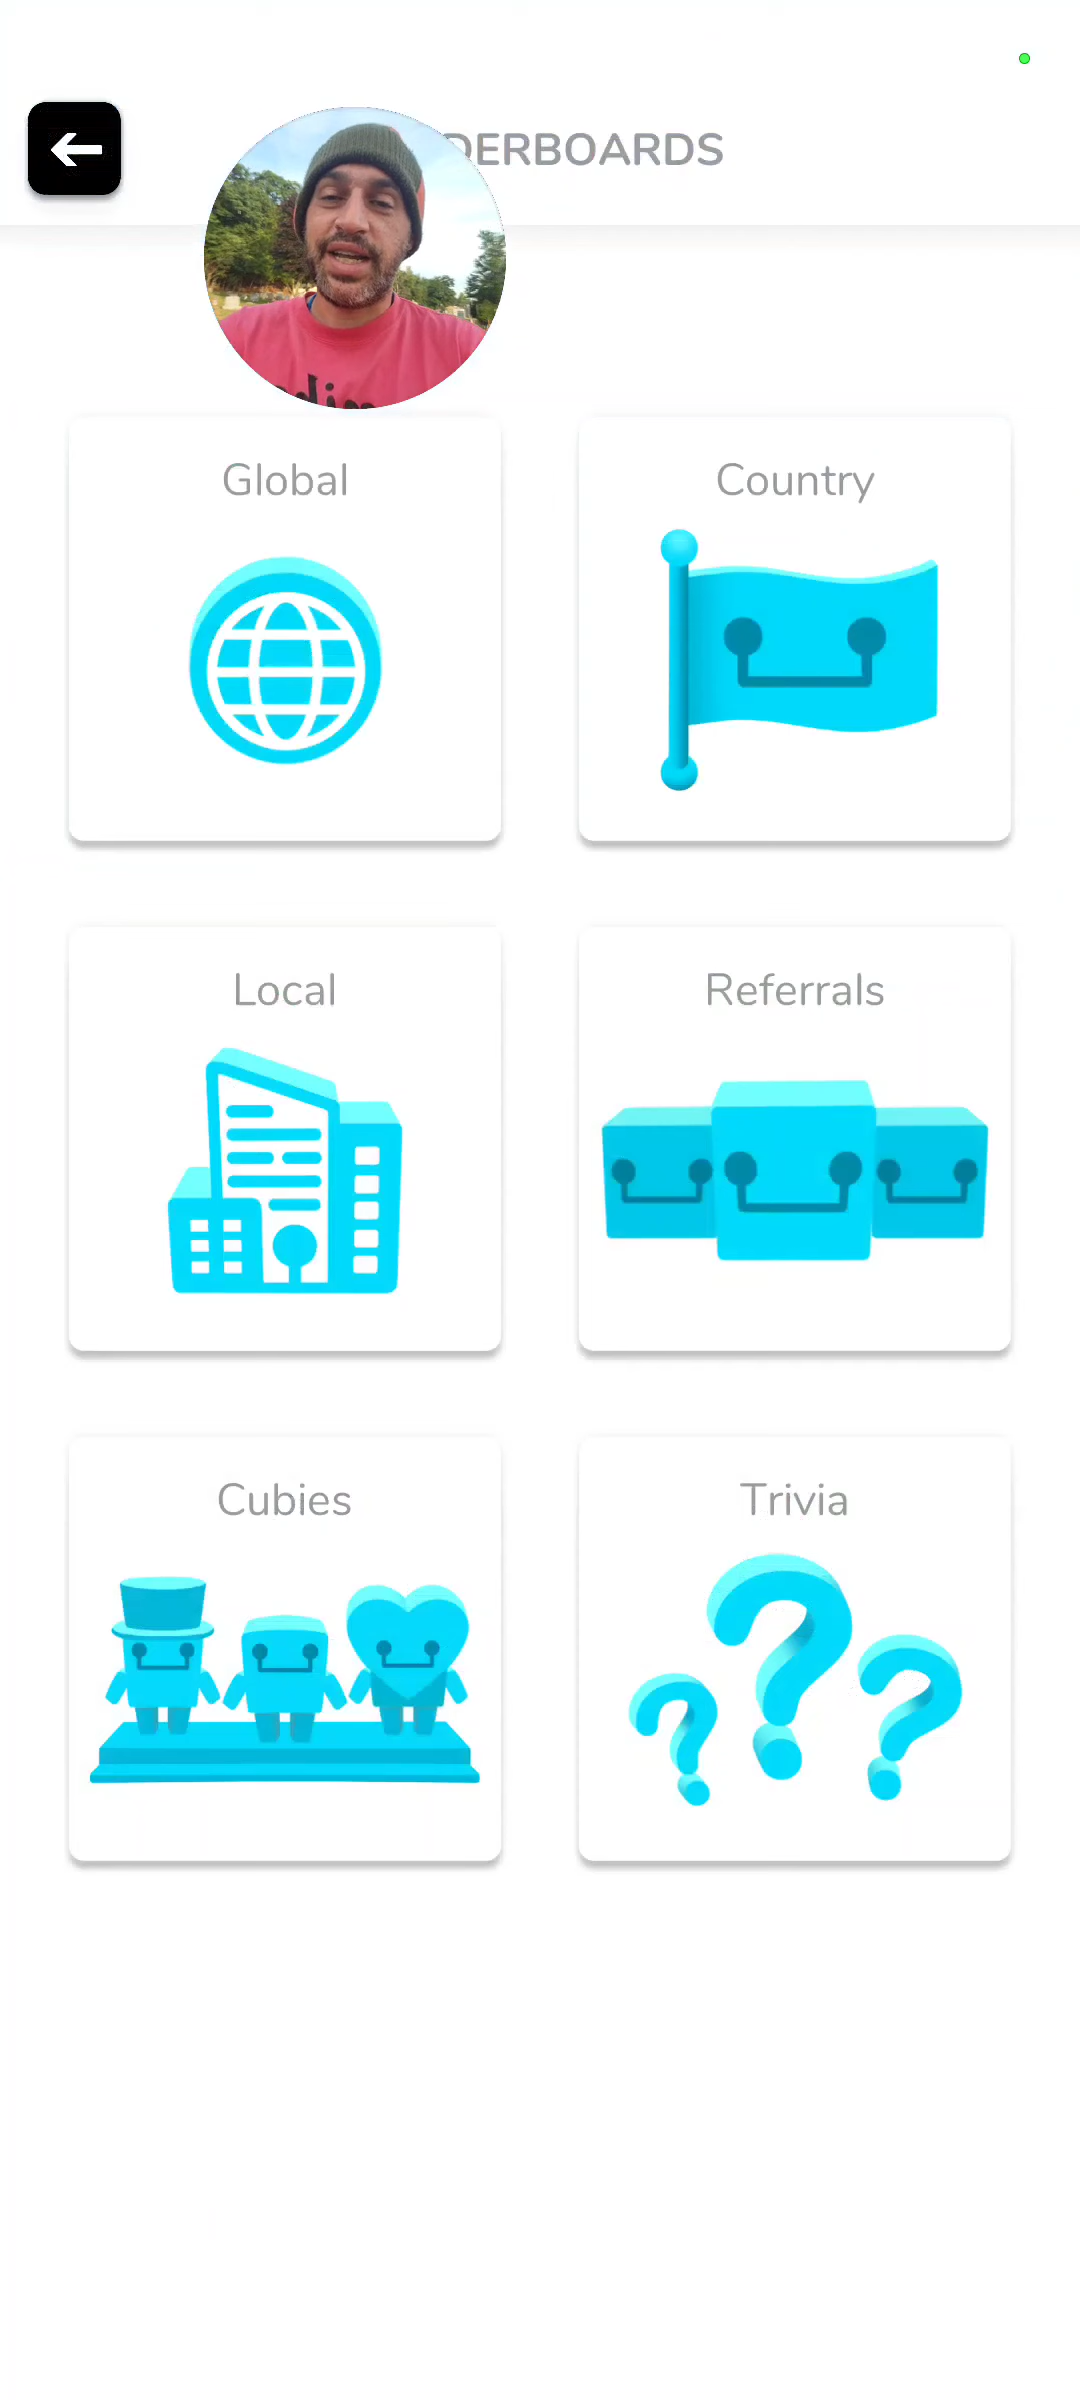 DERBOARDS
Global
Country
Local
Referrals
Cubies
Trivia